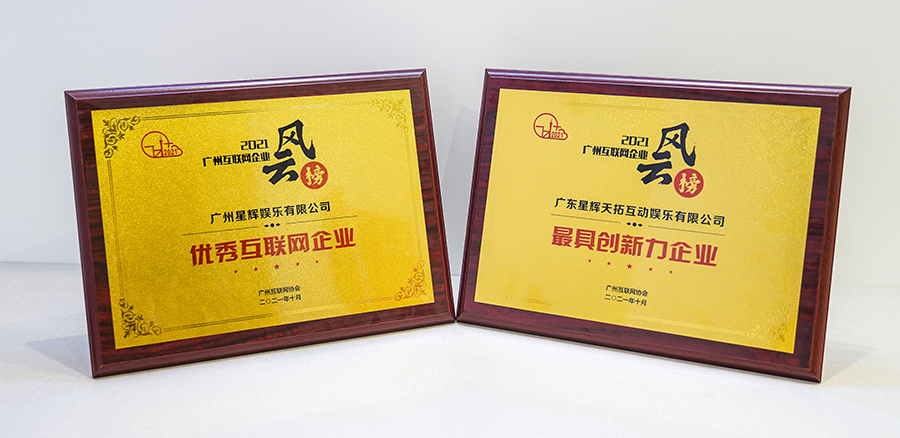 2021
2021
广州互联网企业
风云榜
广州星辉娱乐有限公司
优秀互联网企业
广州互联网协会
二〇二一年十月
2021
2021
广州互联网企业
风云榜
广东星辉天拓互动娱乐有限公司
最具创新力企业
广州互联网协会
二〇二一年十月